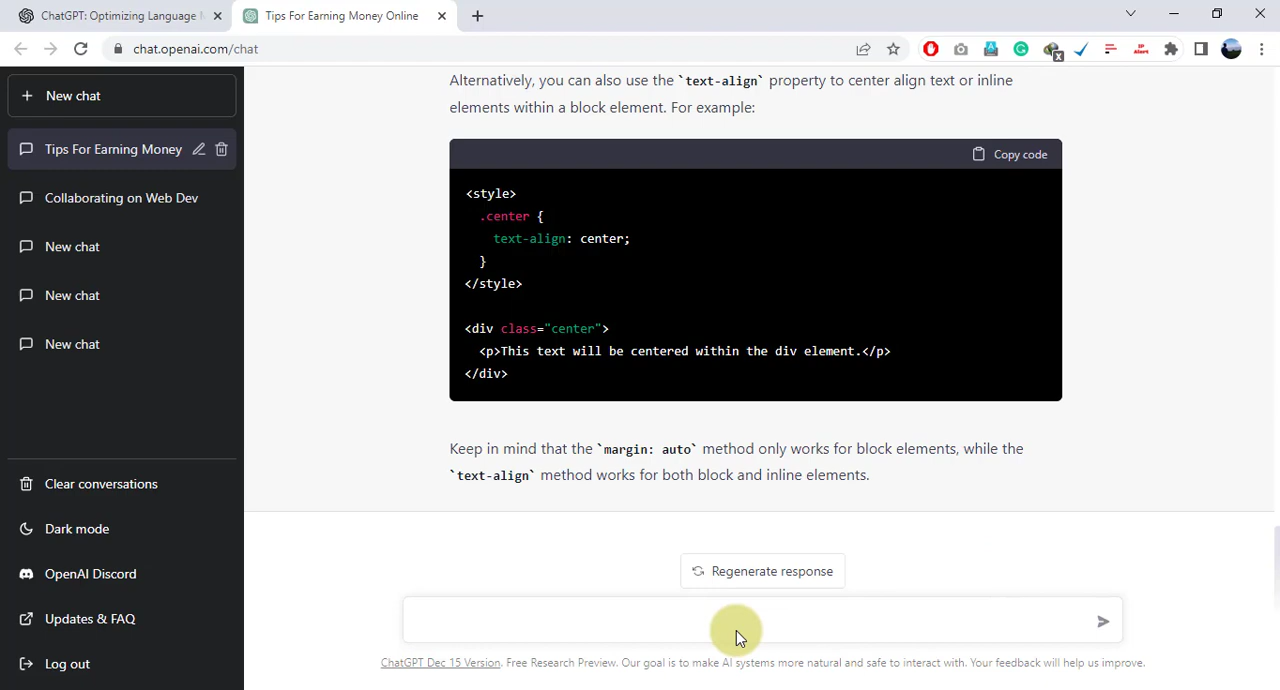 ChatGPT: Optimizing Language
Tips For Earning Money Online
chat.openai.com/chat
IP
Alert
x
New chat
Tips For Earning Money
Collaborating on Web Dev
New chat
New chat
New chat
Clear conversations
Dark mode
OpenAI Discord
Updates & FAQ
Log out
Alternatively, you can also use the `text-align` property to center align text or inline
elements within a block element. For example:
Copy code
<style>
.center {
text-align: center;
}
</style>
<div class="center">
<p>This text will be centered within the div element.</p>
</div>
Keep in mind that the `margin: auto` method only works for block elements, while the
`text-align` method works for both block and inline elements.
Regenerate response
ChatGPT Dec 15 Version. Free Research Preview. Our goal is to make AI systems more natural and safe to interact with. Your feedback will help us improve.